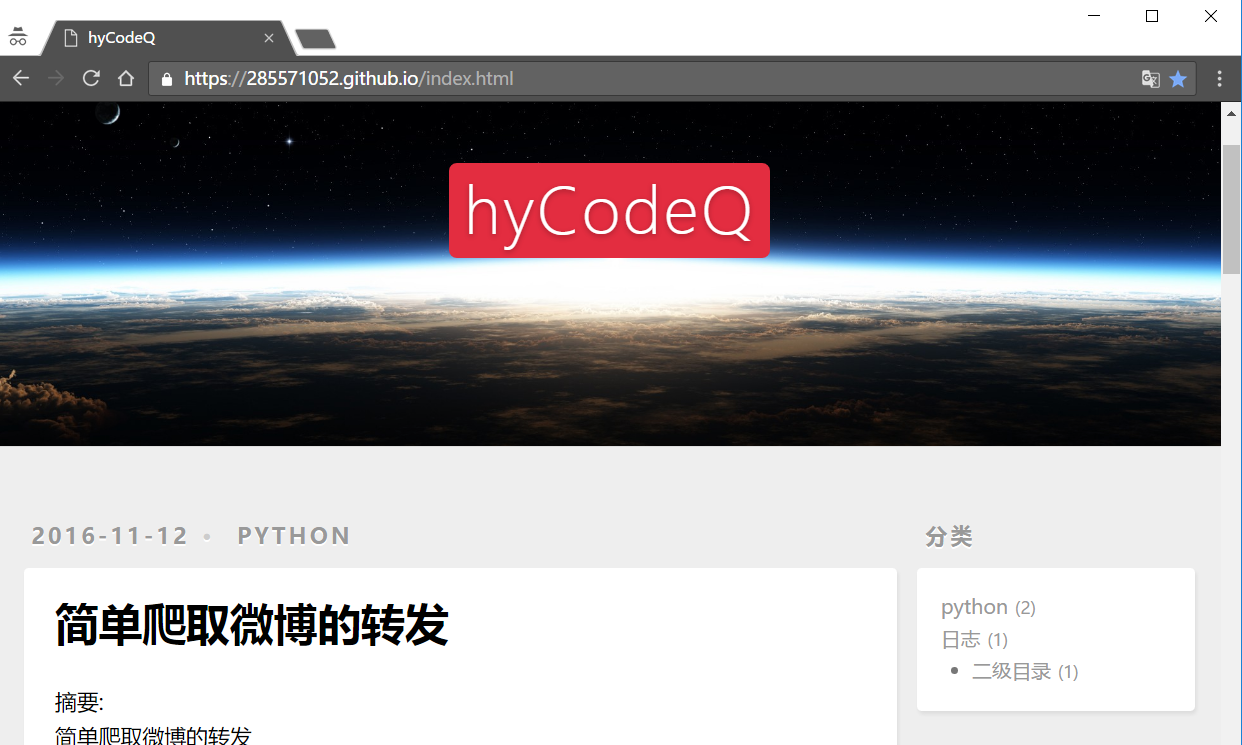 hyCodeQ
https://285571052.github.io/index.html
hyCodeQ
2016-11-12 • PYTHON
简单爬取微博的转发
摘要:
简单爬取微博的转发
分类
python (2)
日志 (1)
• 二级目录 (1)